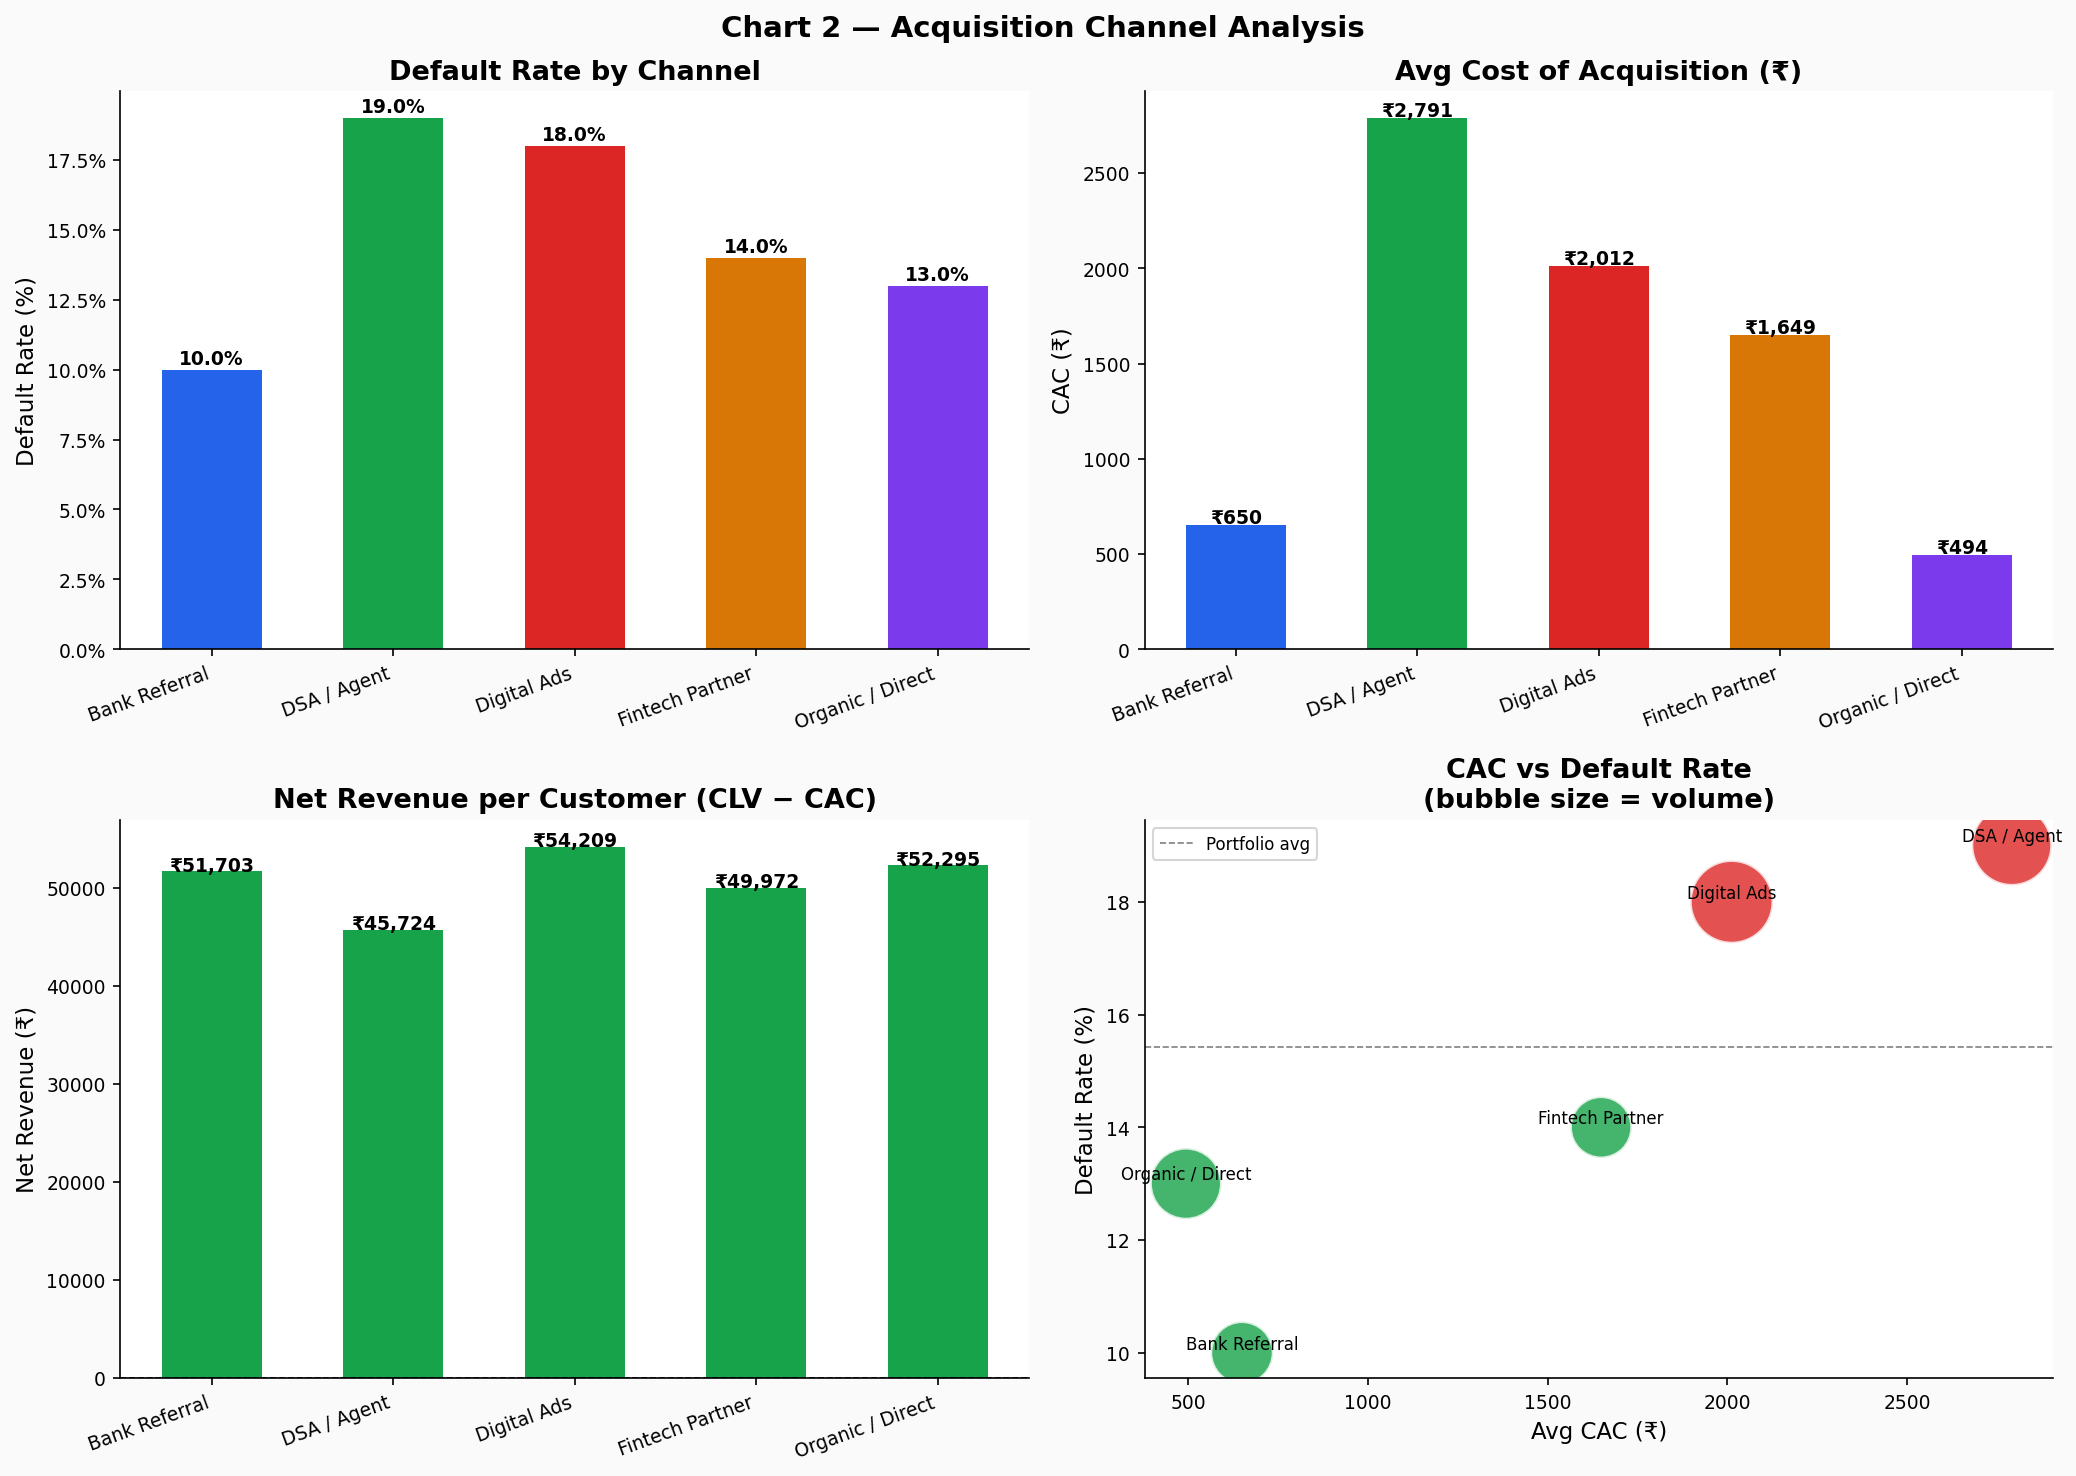 Chart 2 — Acquisition Channel Analysis
Default Rate by Channel
Default Rate (%)
17.5%
15.0%
12.5%
10.0%
7.5%
5.0%
2.5%
0.0%
10.0%
19.0%
18.0%
14.0%
13.0%
Bank Referral
DSA / Agent
Digital Ads
Fintech Partner
Organic / Direct
Avg Cost of Acquisition (₹)
CAC (₹)
2500
2000
1500
1000
500
0
₹650
₹2,791
₹2,012
₹1,649
₹494
Bank Referral
DSA / Agent
Digital Ads
Fintech Partner
Organic / Direct
Net Revenue per Customer (CLV − CAC)
Net Revenue (₹)
50000
40000
30000
20000
10000
0
₹51,703
₹45,724
₹54,209
₹49,972
₹52,295
Bank Referral
DSA / Agent
Digital Ads
Fintech Partner
Organic / Direct
CAC vs Default Rate
(bubble size = volume)
Portfolio avg
Default Rate (%)
18
16
14
12
10
DSA / Agent
Digital Ads
Fintech Partner
Organic / Direct
Bank Referral
500
1000
1500
2000
2500
Avg CAC (₹)